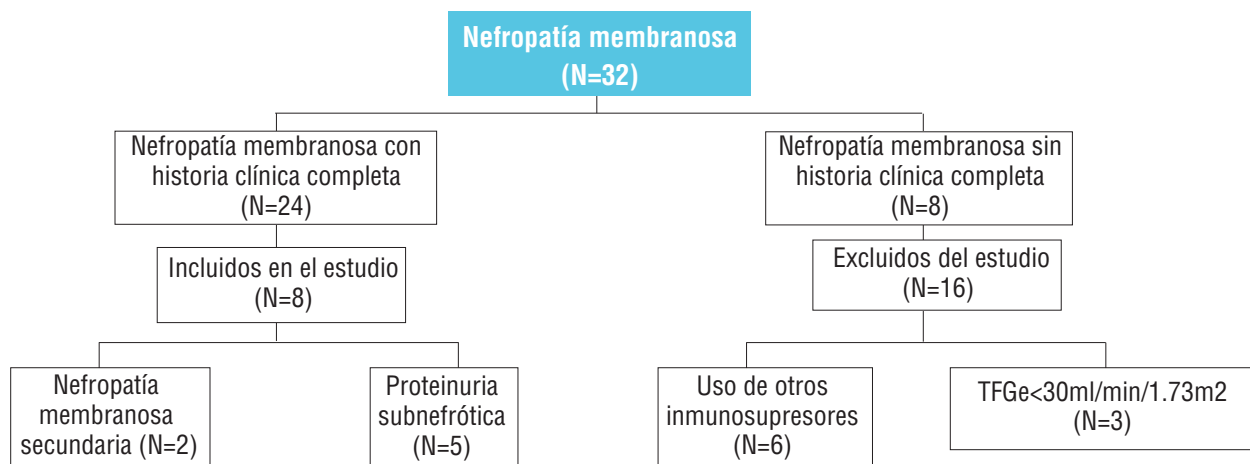 Nefropatía membranosa
(N=32)
Nefropatía membranosa con
historia clínica completa
(N=24)
Nefropatía membranosa sin
historia clínica completa
(N=8)
Incluidos en el estudio
(N=8)
Excluidos del estudio
(N=16)
Nefropatía
membranosa
secundaria (N=2)
Proteinuria
subnefrótica
(N=5)
Uso de otros
inmunosupresores
(N=6)
TFGe<30ml/min/1.73m2
(N=3)